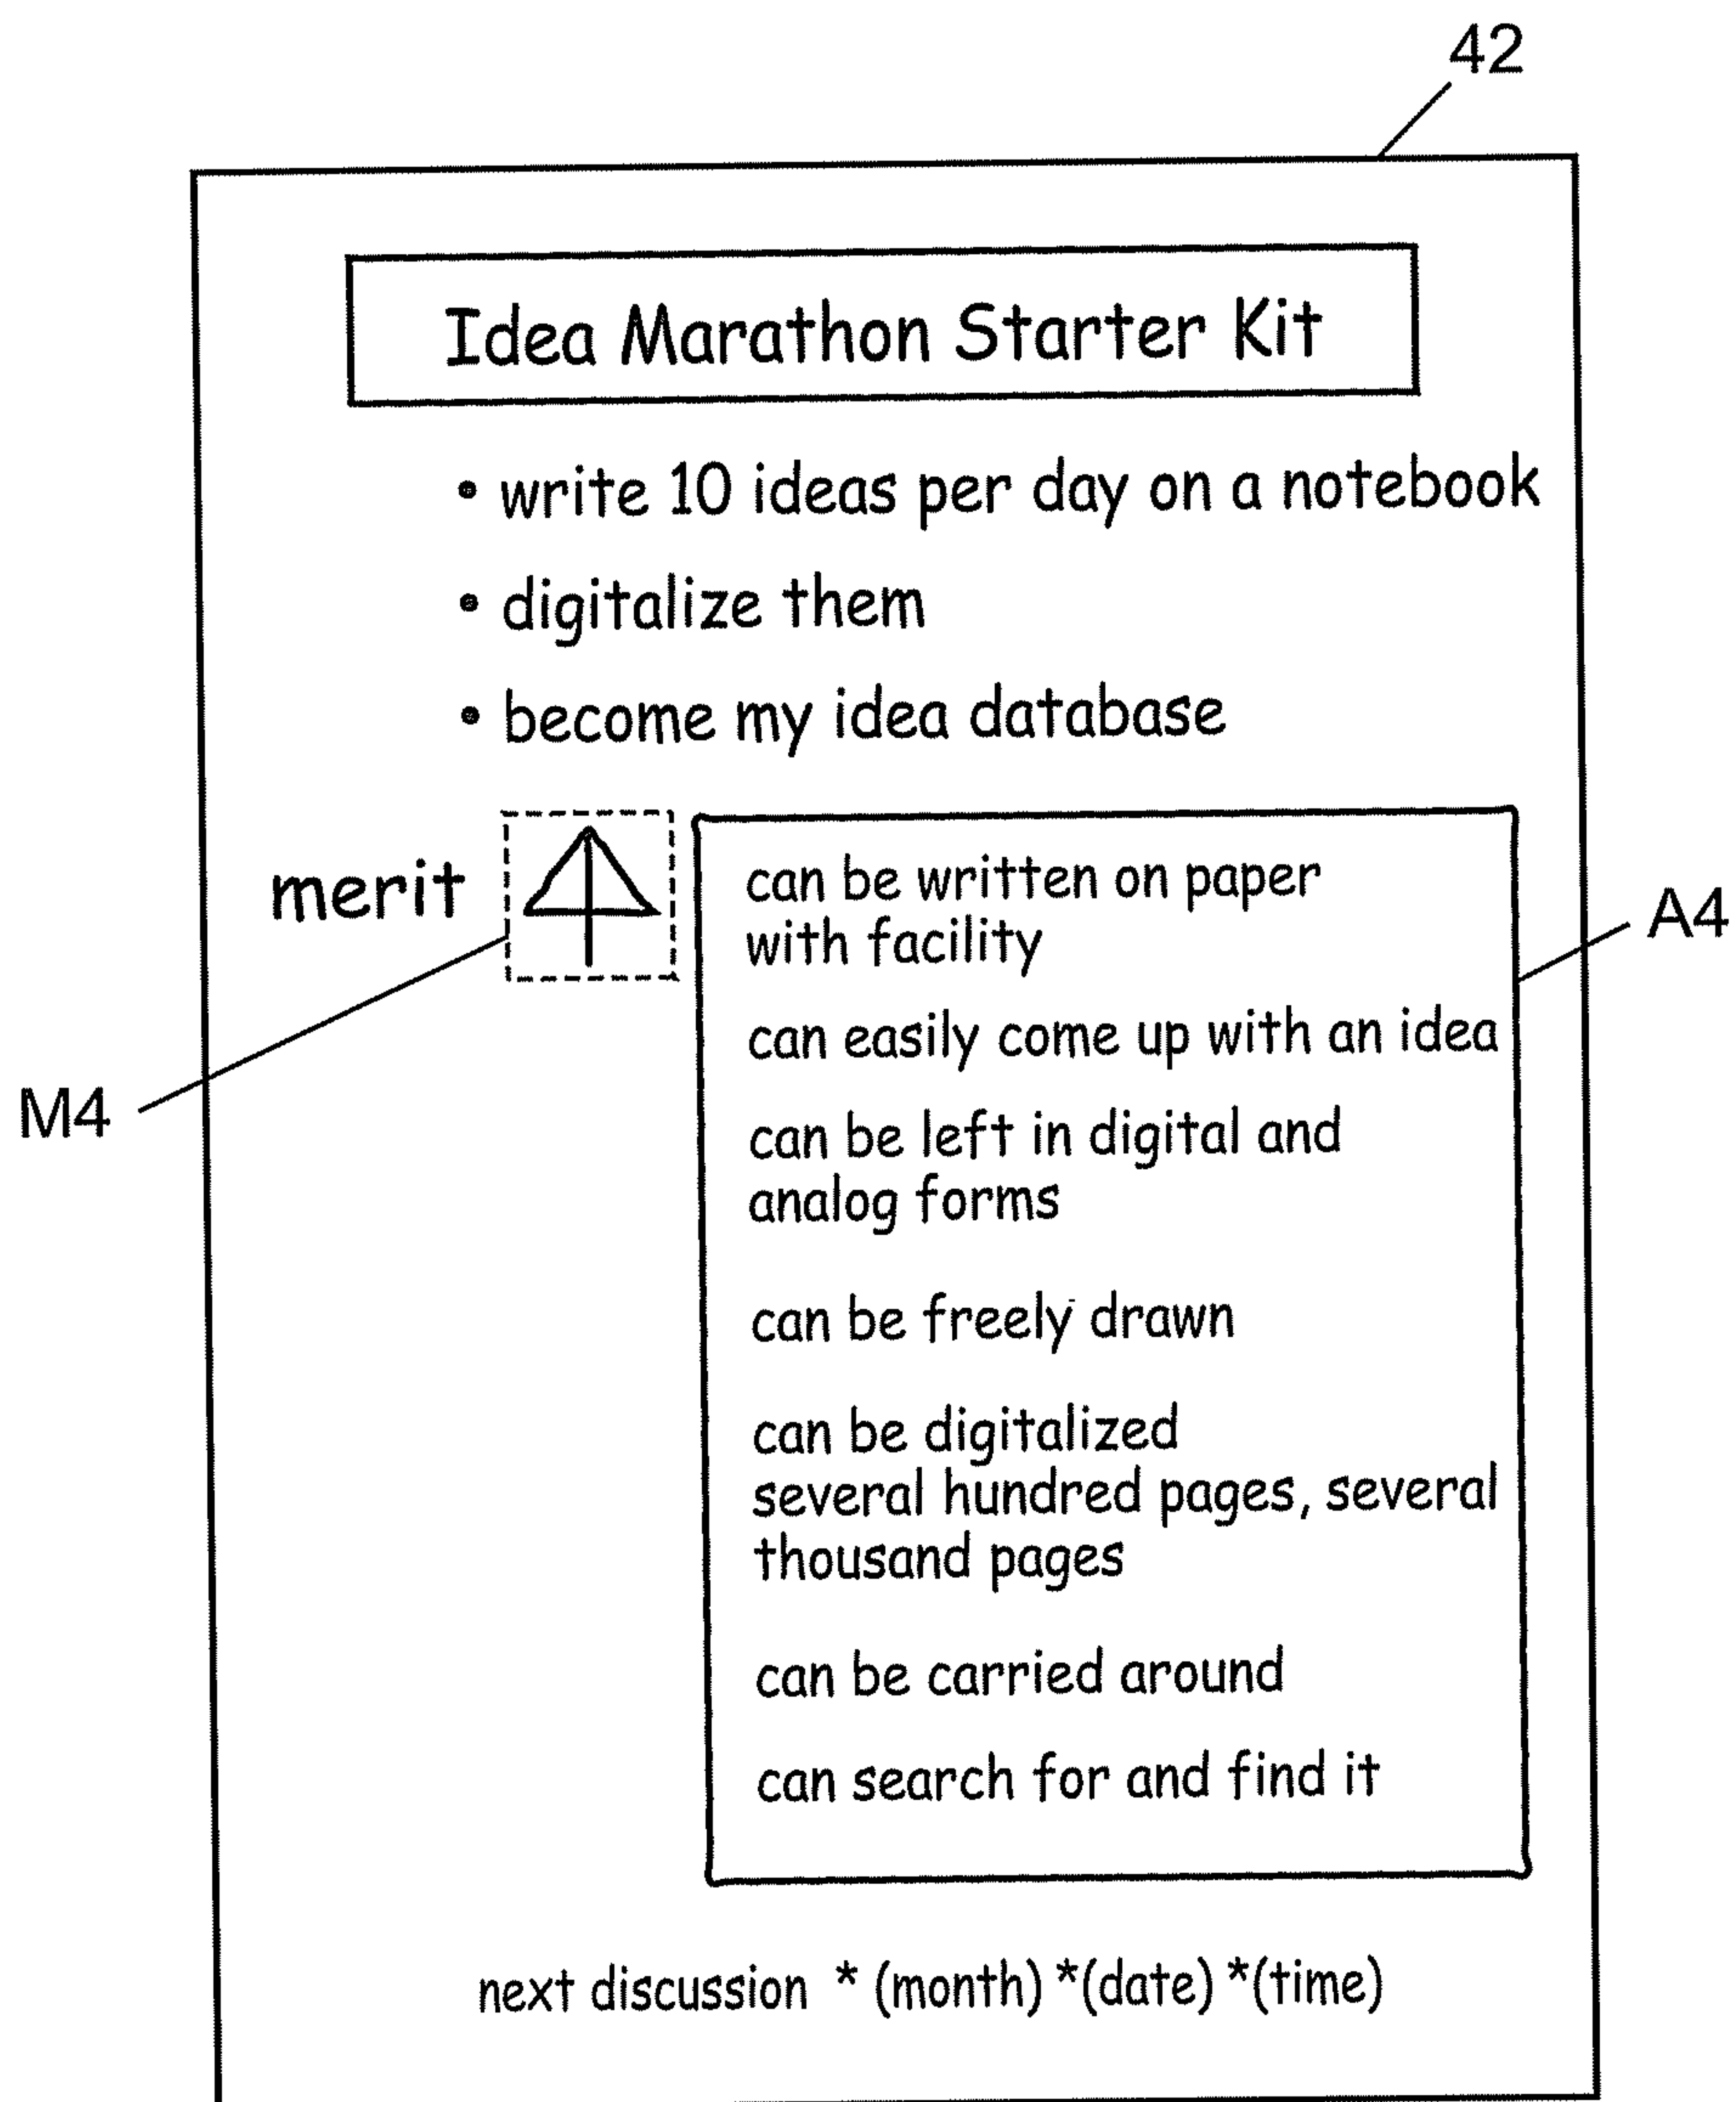 42
Idea Marathon Starter Kit
• write 10 ideas per day on a notebook
• digitalize them
• become my idea database
merit
can be written on paper
with facility
A4
can easily come up with an idea
M4
can be left in digital and
analog forms
can be freely drawn
can be digitalized
several hundred pages, several
thousand pages
can be carried around
can search for and find it
next discussion * (month) *(date) *(time)